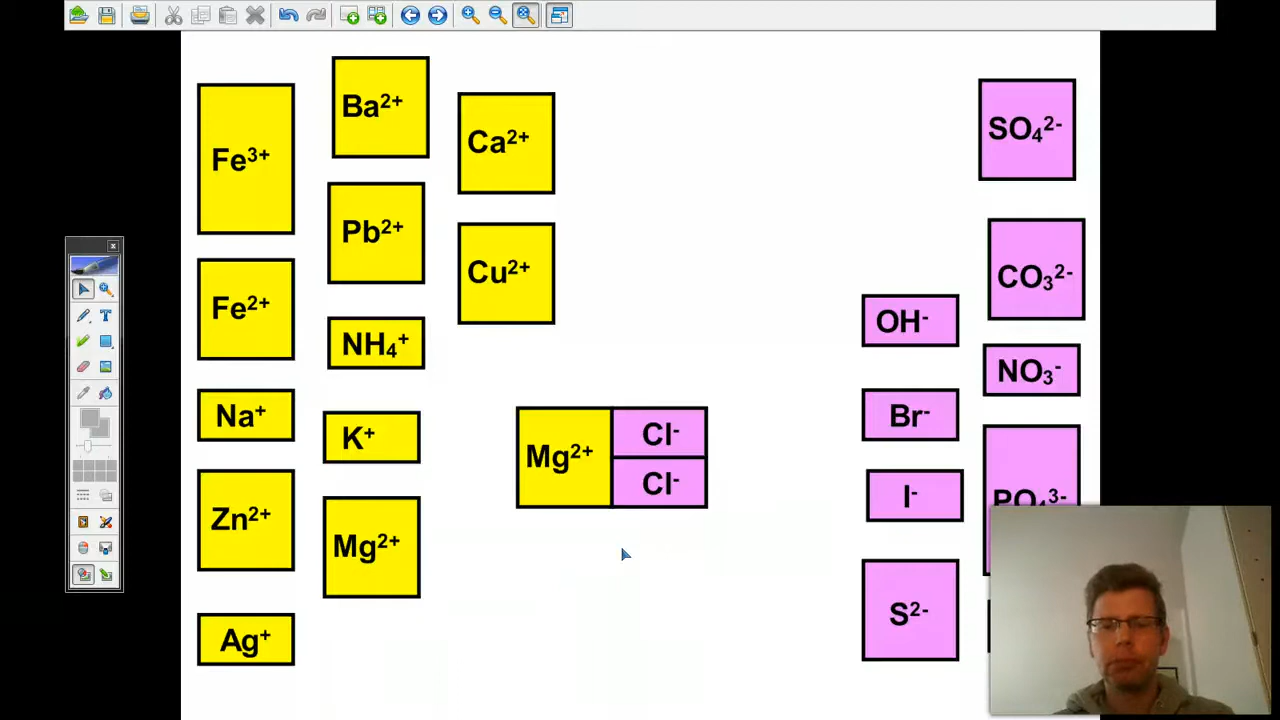 Fe³⁺
Ba²⁺
Ca²⁺
SO₄²⁻
Pb²⁺
Cu²⁺
CO₃²⁻
Fe²⁺
NH₄⁺
OH⁻
NO₃⁻
Na⁺
K⁺
Mg²⁺
Cl⁻
Cl⁻
Br⁻
I⁻
PO₄³⁻
Zn²⁺
Mg²⁺
S²⁻
Ag⁺